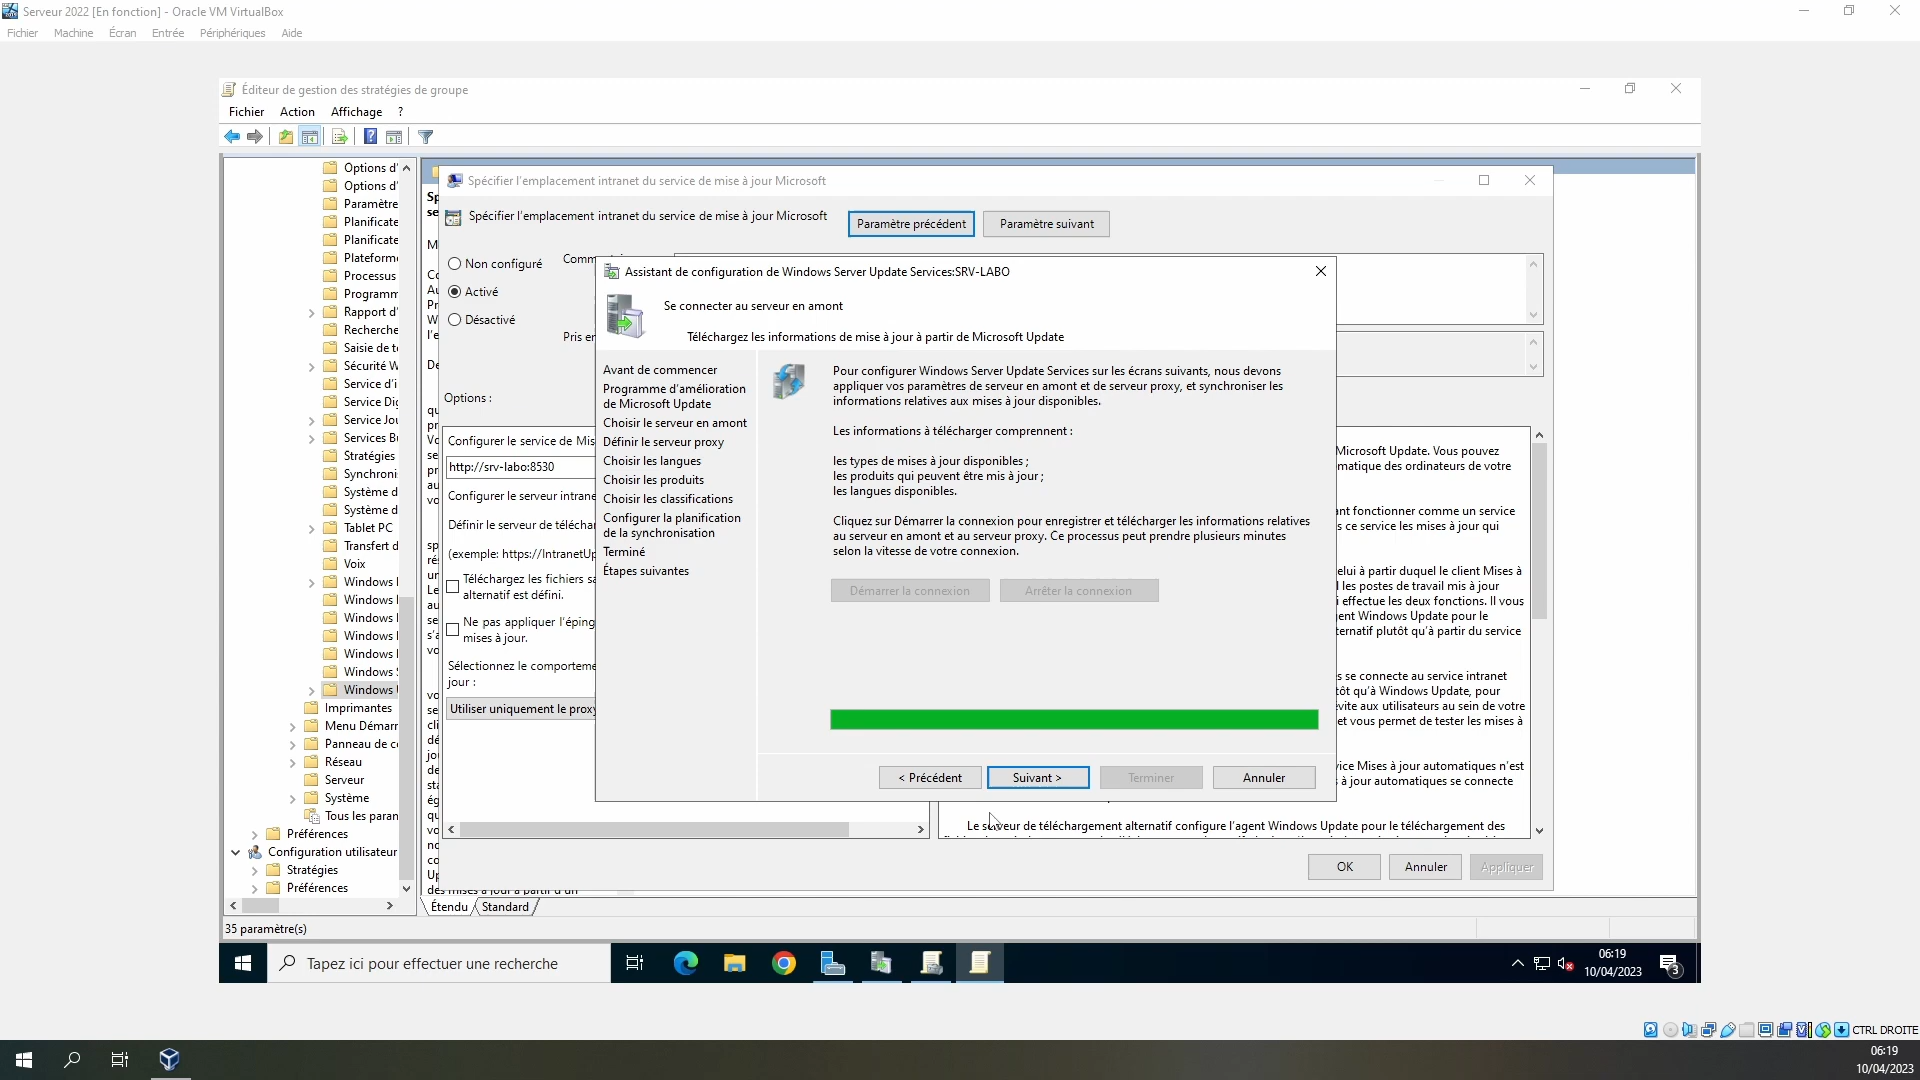 Serveur 2022 [En fonction] - Oracle VM VirtualBox
Fichier Machine Écran Entrée Périphériques Aide
Éditeur de gestion des stratégies de groupe
Fichier Action Affichage ?
Options d'
Options d'
Paramètre
Planificate
Planificate
Plateform
Processus
Programm
Rapport d'
Recherche
Saisie de t
Sécurité W
Service d'i
Service Di
Service Jo
Services B
Stratégies
Synchroni
Système d
Système d
Tablet PC
Transfert d
Voix
Windows
Windows
Windows
Windows
Windows
Windows
Windows
Imprimantes
Menu Démarr
Panneau de c
Réseau
Serveur
Système
Tous les paran
Préférences
Configuration utilisateur
Stratégies
Préférences
Spécifier l'emplacement intranet du service de mise à jour Microsoft
Spécifier l'emplacement intranet du service de mise à jour Microsoft
Paramètre précédent Paramètre suivant
Non configuré
Activé
Désactivé
Pris en
Options :
Configurer le service de Mis
http://srv-labo:8530
Configurer le serveur intrane
Définir le serveur de téléchar
(exemple: https://IntranetUp
Téléchargez les fichiers sa
alternatif est défini.
Ne pas appliquer l'éping
mises à jour.
Sélectionnez le comporteme
jour :
Utiliser uniquement le proxy
Assistant de configuration de Windows Server Update Services:SRV-LABO
Se connecter au serveur en amont
Téléchargez les informations de mise à jour à partir de Microsoft Update
Avant de commencer
Programme d'amélioration
de Microsoft Update
Choisir le serveur en amont
Définir le serveur proxy
Choisir les langues
Choisir les produits
Choisir les classifications
Configurer la planification
de la synchronisation
Terminé
Étapes suivantes
Pour configurer Windows Server Update Services sur les écrans suivants, nous devons
appliquer vos paramètres de serveur en amont et de serveur proxy, et synchroniser les
informations relatives aux mises à jour disponibles.
Les informations à télécharger comprennent :
les types de mises à jour disponibles ;
les produits qui peuvent être mis à jour ;
les langues disponibles.
Cliquez sur Démarrer la connexion pour enregistrer et télécharger les informations relatives
au serveur en amont et au serveur proxy. Ce processus peut prendre plusieurs minutes
selon la vitesse de votre connexion.
Démarrer la connexion Arrêter la connexion
< Précédent Suivant > Terminer Annuler
Microsoft Update. Vous pouvez
matique des ordinateurs de votre
nt fonctionner comme un service
s ce service les mises à jour qui
elui à partir duquel le client Mises à
l les postes de travail mis à jour
i effectue les deux fonctions. Il vous
gent Windows Update pour le
ternatif plutôt qu'à partir du service
s se connecte au service intranet
tôt qu'à Windows Update, pour
évite aux utilisateurs au sein de votre
et vous permet de tester les mises à
ice Mises à jour automatiques n'est
à jour automatiques se connecte
Le serveur de téléchargement alternatif configure l'agent Windows Update pour le téléchargement des
OK Annuler Appliquer
des mises à jour à partir d'un
Étendu Standard
35 paramètre(s)
Tapez ici pour effectuer une recherche
06:19
10/04/2023
3
CTRL DROITE
06:19
10/04/2023